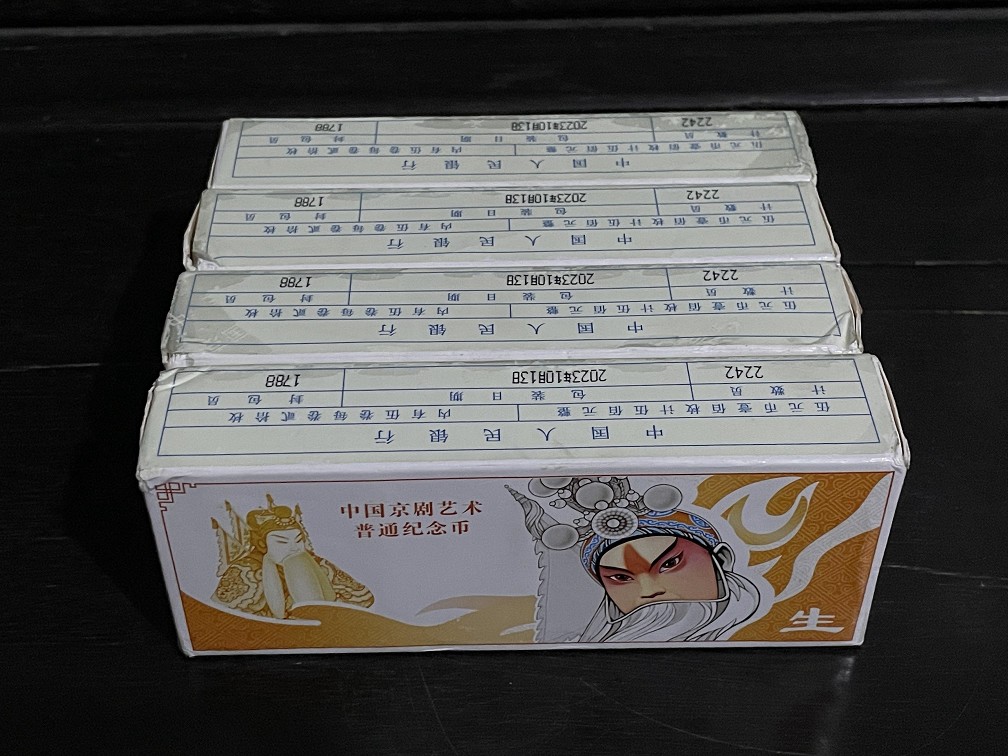 中国人民银行
伍元币壹佰枚计伍佰元整 内有伍卷每卷贰拾枚
计数员 包装日期 封包员
2242 2023年10月13日 1788
中国人民银行
伍元币壹佰枚计伍佰元整 内有伍卷每卷贰拾枚
计数员 包装日期 封包员
2242 2023年10月13日 1788
中国人民银行
伍元币壹佰枚计伍佰元整 内有伍卷每卷贰拾枚
计数员 包装日期 封包员
2242 2023年10月13日 1788
中国人民银行
伍元币壹佰枚计伍佰元整 内有伍卷每卷贰拾枚
计数员 包装日期 封包员
2242 2023年10月13日 1788
中国京剧艺术
普通纪念币
生